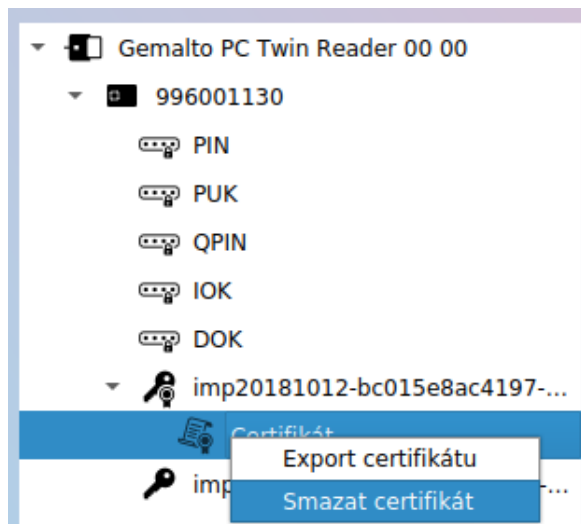 Gemalto PC Twin Reader 00 00
996001130
PIN
PUK
QPIN
IOK
DOK
imp20181012-bc015e8ac4197-...
Certifikát
Export certifikátu
imp -...
Smazat certifikát